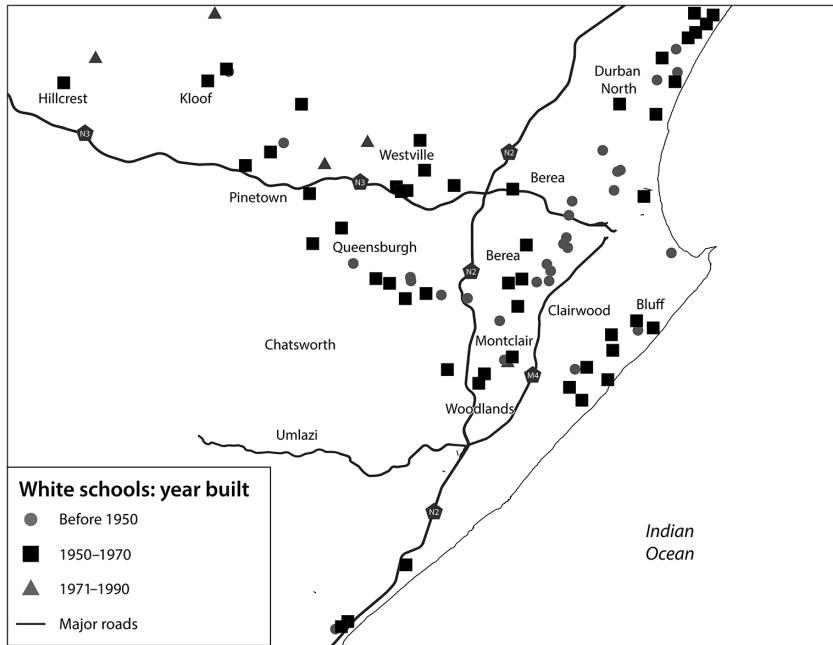 Durban
North
Hillcrest
Kloof
N3
N2
Westville
N3
Berea
Pinetown
Queensburgh
Berea
N2
Clairwood
Bluff
Chatsworth
Montclair
M4
Woodlands
Umlazi
White schools: year built
Before 1950
1950–1970
1971–1990
Major roads
N2
Indian
Ocean